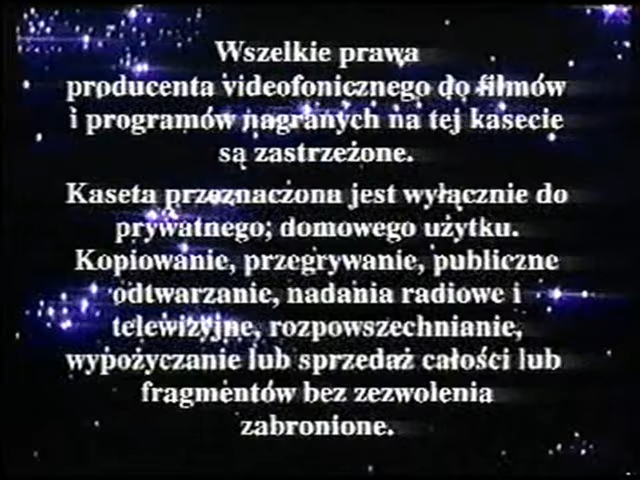 Wszelkie prawa
producenta videofonicznego do filmów
i programów nagranych na tej kasecie
są zastrzeżone.
Kaseta przeznaczona jest wyłącznie do
prywatnego; domowego użytku.
Kopiowanie, przegrywanie, publiczne
odtwarzanie, nadania radiowe i
telewizyjne, rozpowszechnianie,
wypożyczanie lub sprzedaż całości lub
fragmentów bez zezwolenia
zabronione.